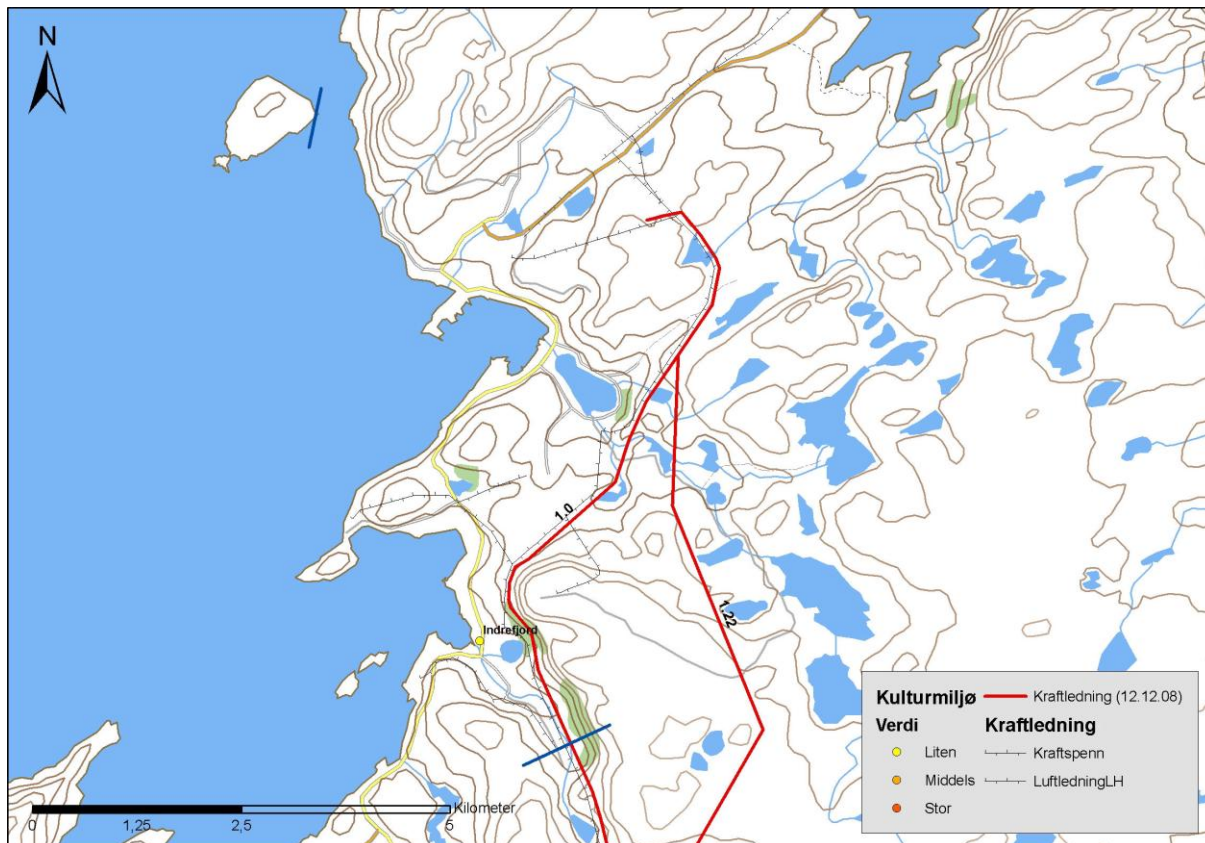 N
1.0
1.22
Indrefjord
Kilometer
0 1,25 2,5 5
Kulturmiljø
Kraftledning (12.12.08)
Verdi
Kraftledning
Liten
Kraftspenn
Middels
LuftledningLH
Stor